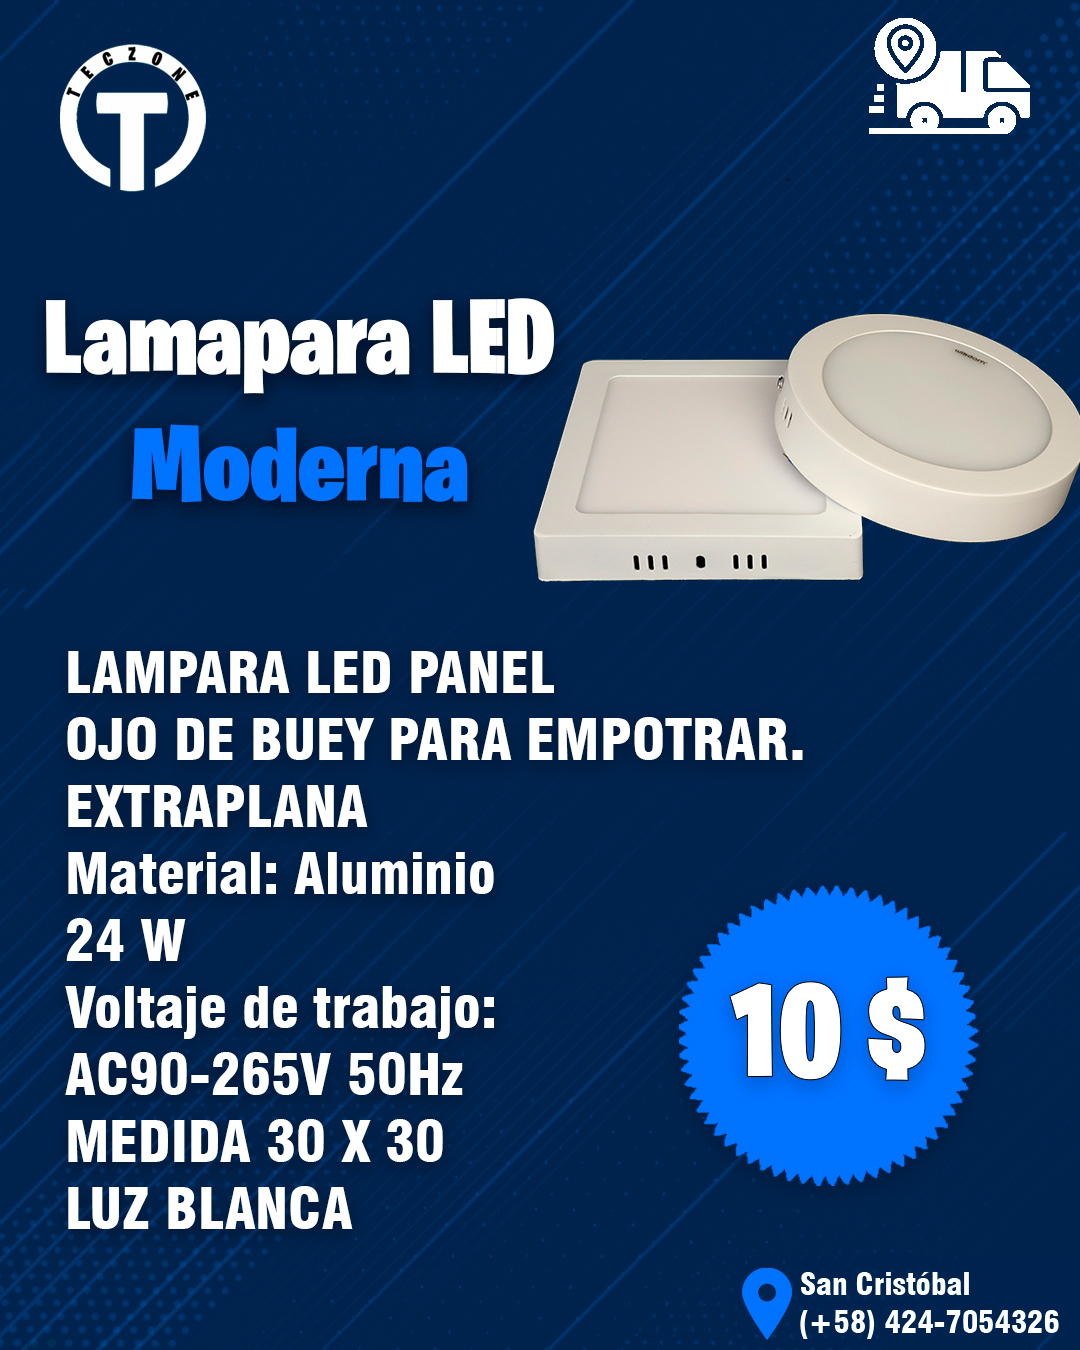 TECZONE
T
Lamapara LED
Moderna
LAMPARA LED PANEL
OJO DE BUEY PARA EMPOTRAR.
EXTRAPLANA
Material: Aluminio
24 W
Voltaje de trabajo:
AC90-265V 50Hz
MEDIDA 30 X 30
LUZ BLANCA
10 $
San Cristóbal
(+58) 424-7054326